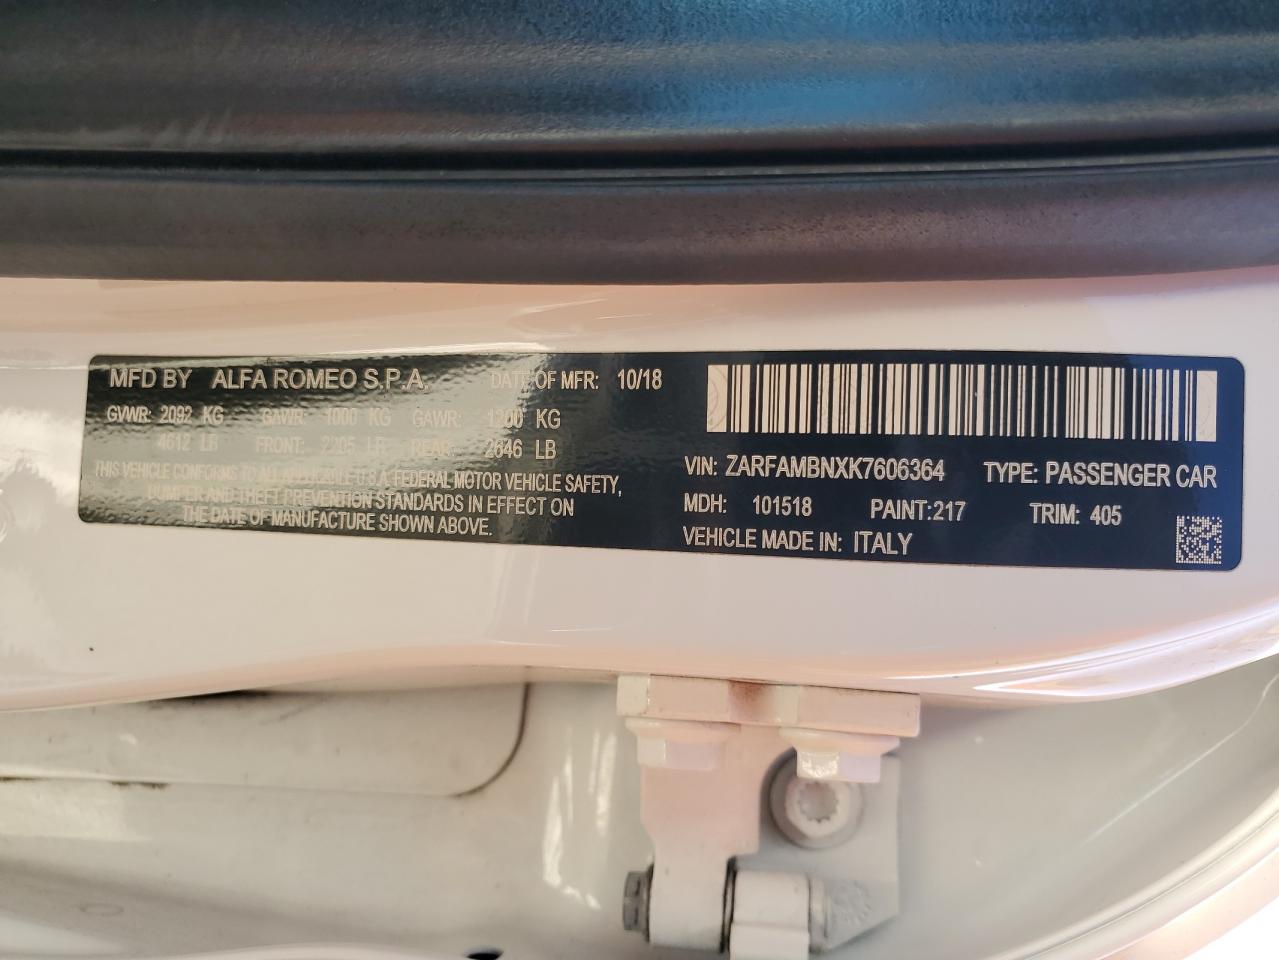 MFD BY ALFA ROMEO S.P.A. DATE OF MFR: 10/18
GVWR: 2092 KG GAWR: 1000 KG GAWR: 1200 KG
4612 LB FRONT: 2205 LB REAR: 2646 LB
THIS VEHICLE CONFORMS TO ALL APPLICABLE U.S.A. FEDERAL MOTOR VEHICLE SAFETY,
BUMPER AND THEFT PREVENTION STANDARDS IN EFFECT ON
THE DATE OF MANUFACTURE SHOWN ABOVE.
VIN: ZARFAMBNXK7606364 TYPE: PASSENGER CAR
MDH: 101518 PAINT:217 TRIM: 405
VEHICLE MADE IN: ITALY